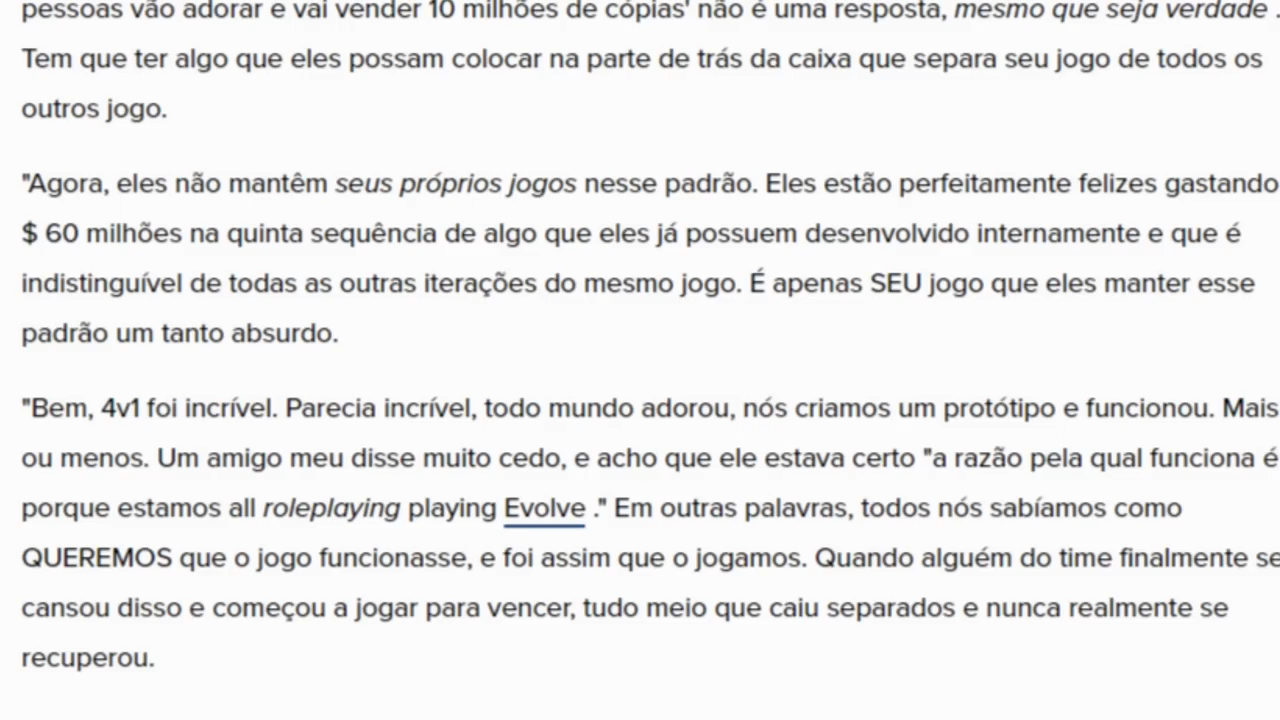 pessoas vão adorar e vai vender 10 milhões de cópias' não é uma resposta, mesmo que seja verdade .
Tem que ter algo que eles possam colocar na parte de trás da caixa que separa seu jogo de todos os
outros jogo.
"Agora, eles não mantêm seus próprios jogos nesse padrão. Eles estão perfeitamente felizes gastando
$ 60 milhões na quinta sequência de algo que eles já possuem desenvolvido internamente e que é
indistinguível de todas as outras iterações do mesmo jogo. É apenas SEU jogo que eles manter esse
padrão um tanto absurdo.
"Bem, 4v1 foi incrível. Parecia incrível, todo mundo adorou, nós criamos um protótipo e funcionou. Mais
ou menos. Um amigo meu disse muito cedo, e acho que ele estava certo "a razão pela qual funciona é
porque estamos all roleplaying playing Evolve ." Em outras palavras, todos nós sabíamos como
QUEREMOS que o jogo funcionasse, e foi assim que o jogamos. Quando alguém do time finalmente se
cansou disso e começou a jogar para vencer, tudo meio que caiu separados e nunca realmente se
recuperou.